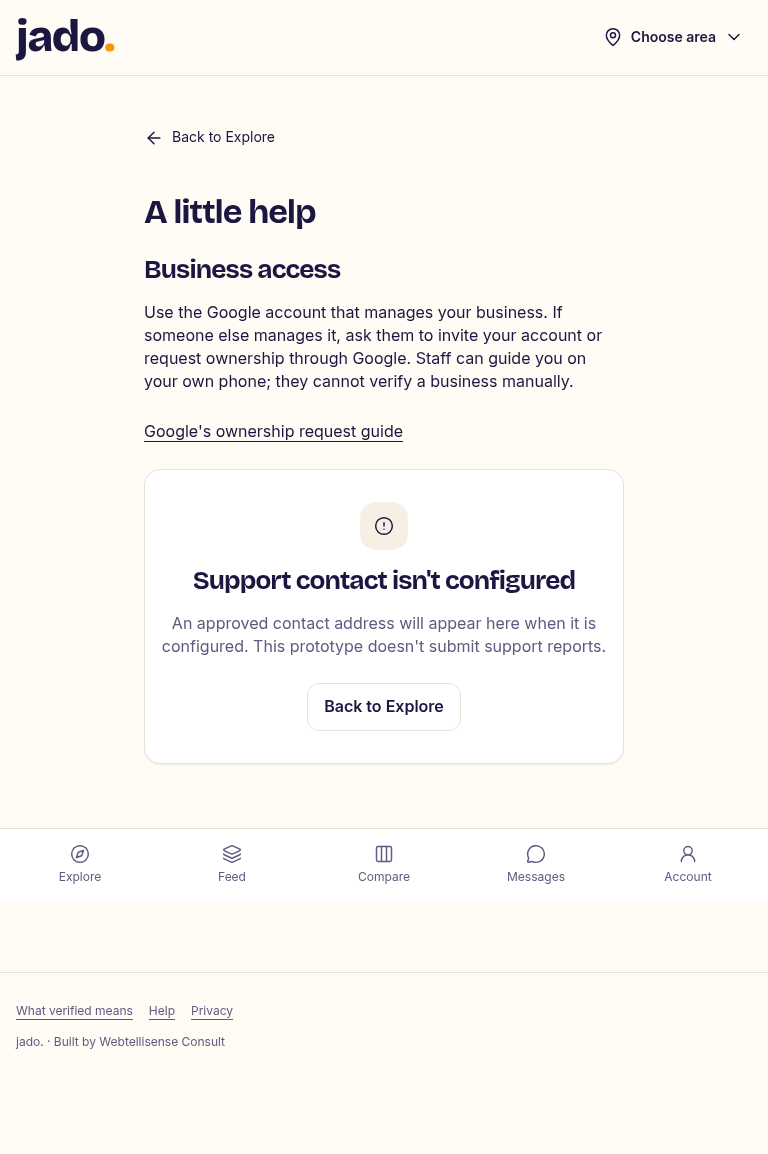 jado.
Choose area
Back to Explore
A little help
Business access
Use the Google account that manages your business. If
someone else manages it, ask them to invite your account or
request ownership through Google. Staff can guide you on
your own phone; they cannot verify a business manually.
Google's ownership request guide
Support contact isn't configured
An approved contact address will appear here when it is
configured. This prototype doesn't submit support reports.
Back to Explore
Explore
Feed
Compare
Messages
Account
What verified means
Help
Privacy
jado. · Built by Webtellisense Consult